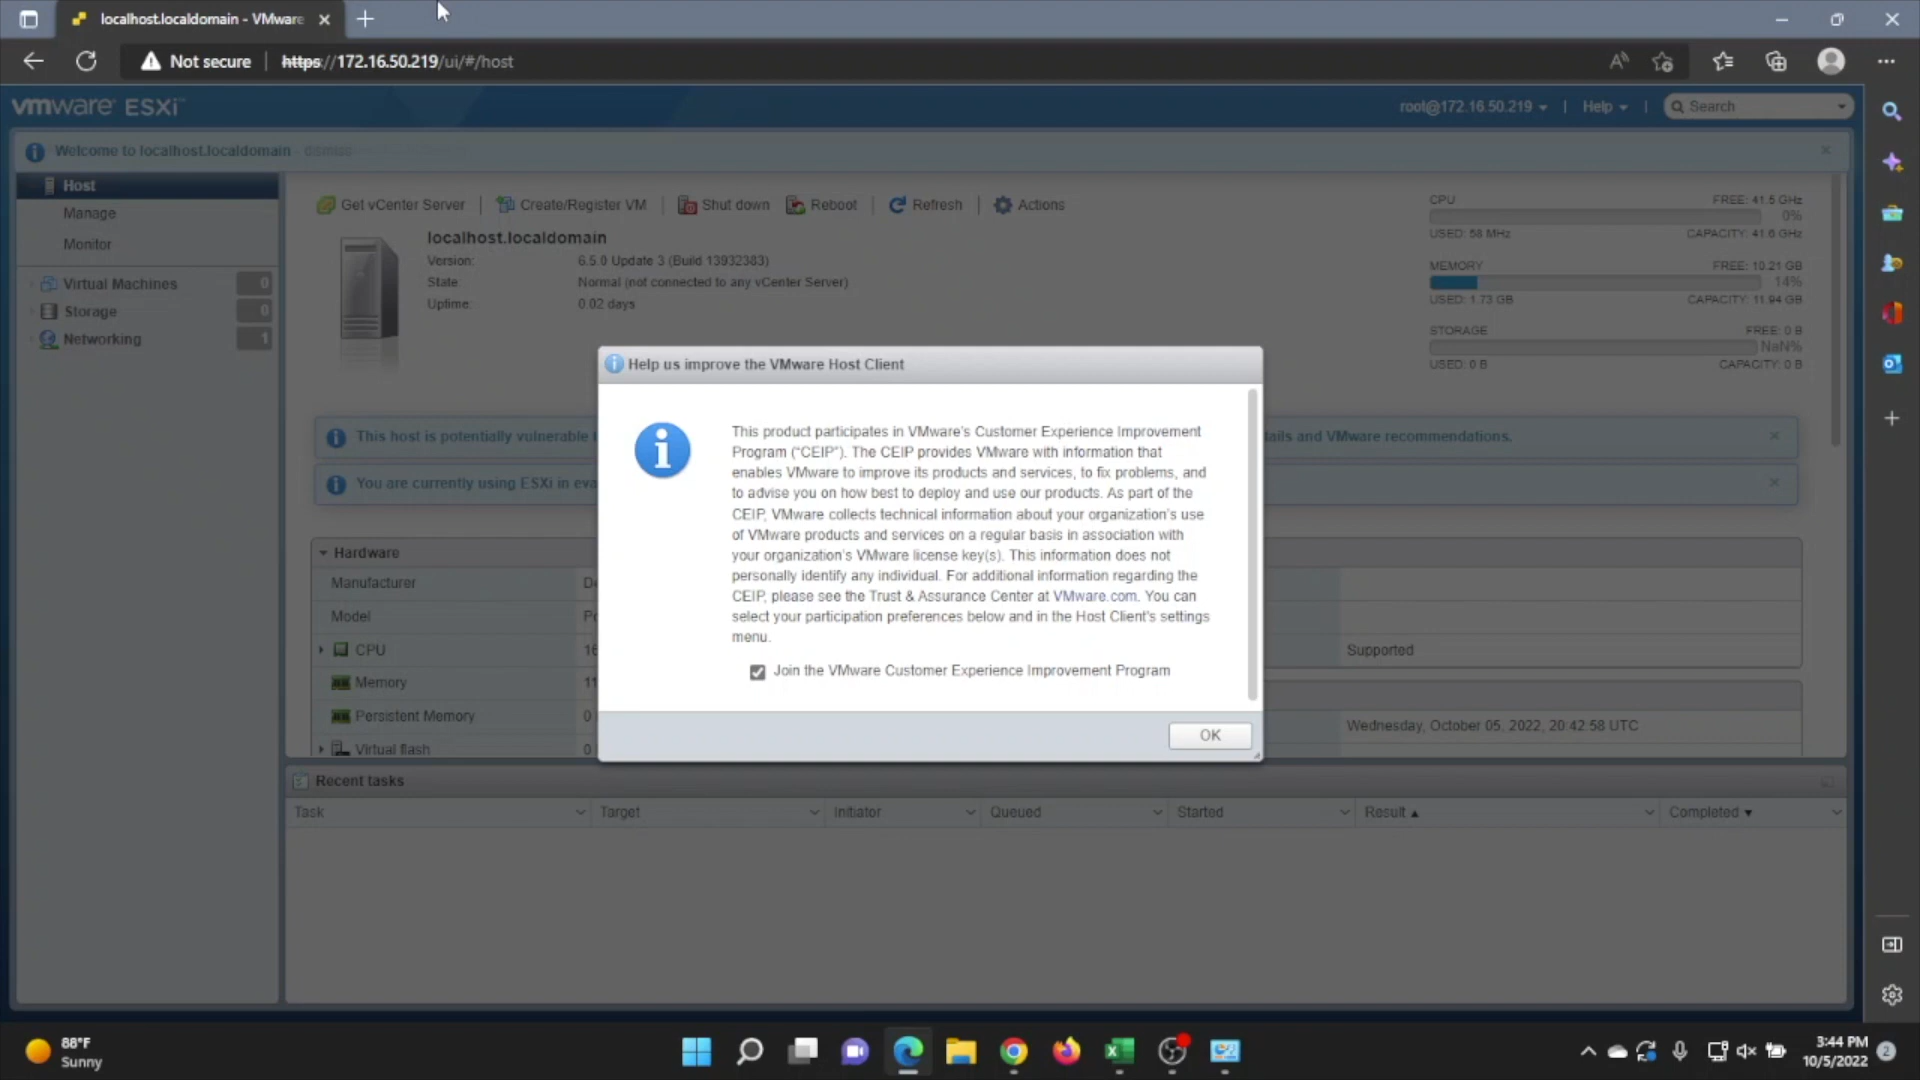 localhost.localdomain - VMware
Not secure
https://172.16.50.219/ui/#/host
vmware ESXi
root@172.16.50.219
Help
Search
Welcome to localhost.localdomain - dismiss
Host
Manage
Monitor
Virtual Machines 0
Storage 0
Networking 1
Get vCenter Server
Create/Register VM
Shut down
Reboot
Refresh
Actions
localhost.localdomain
Version: 6.5.0 Update 3 (Build 13932383)
State: Normal (not connected to any vCenter Server)
Uptime: 0.02 days
CPU FREE: 41.5 GHz
0%
USED: 58 MHz CAPACITY: 41.6 GHz
MEMORY FREE: 10.21 GB
14%
USED: 1.73 GB CAPACITY: 11.94 GB
STORAGE FREE: 0 B
NaN%
USED: 0 B CAPACITY: 0 B
This host is potentially vulnerable
VMware recommendations.
You are currently using ESXi in
Hardware
Manufacturer
Model
CPU 16
Memory 11
Persistent Memory 0
Virtual flash 0
Supported
Wednesday, October 05, 2022, 20:42:58 UTC
Help us improve the VMware Host Client
This product participates in VMware's Customer Experience Improvement
Program (“CEIP”). The CEIP provides VMware with information that
enables VMware to improve its products and services, to fix problems, and
to advise you on how best to deploy and use our products. As part of the
CEIP, VMware collects technical information about your organization's use
of VMware products and services on a regular basis in association with
your organization's VMware license key(s). This information does not
personally identify any individual. For additional information regarding the
CEIP, please see the Trust & Assurance Center at VMware.com. You can
select your participation preferences below and in the Host Client's settings
menu.
Join the VMware Customer Experience Improvement Program
OK
Recent tasks
Task Target Initiator Queued Started Result Completed
88°F
Sunny
3:44 PM
10/5/2022
2